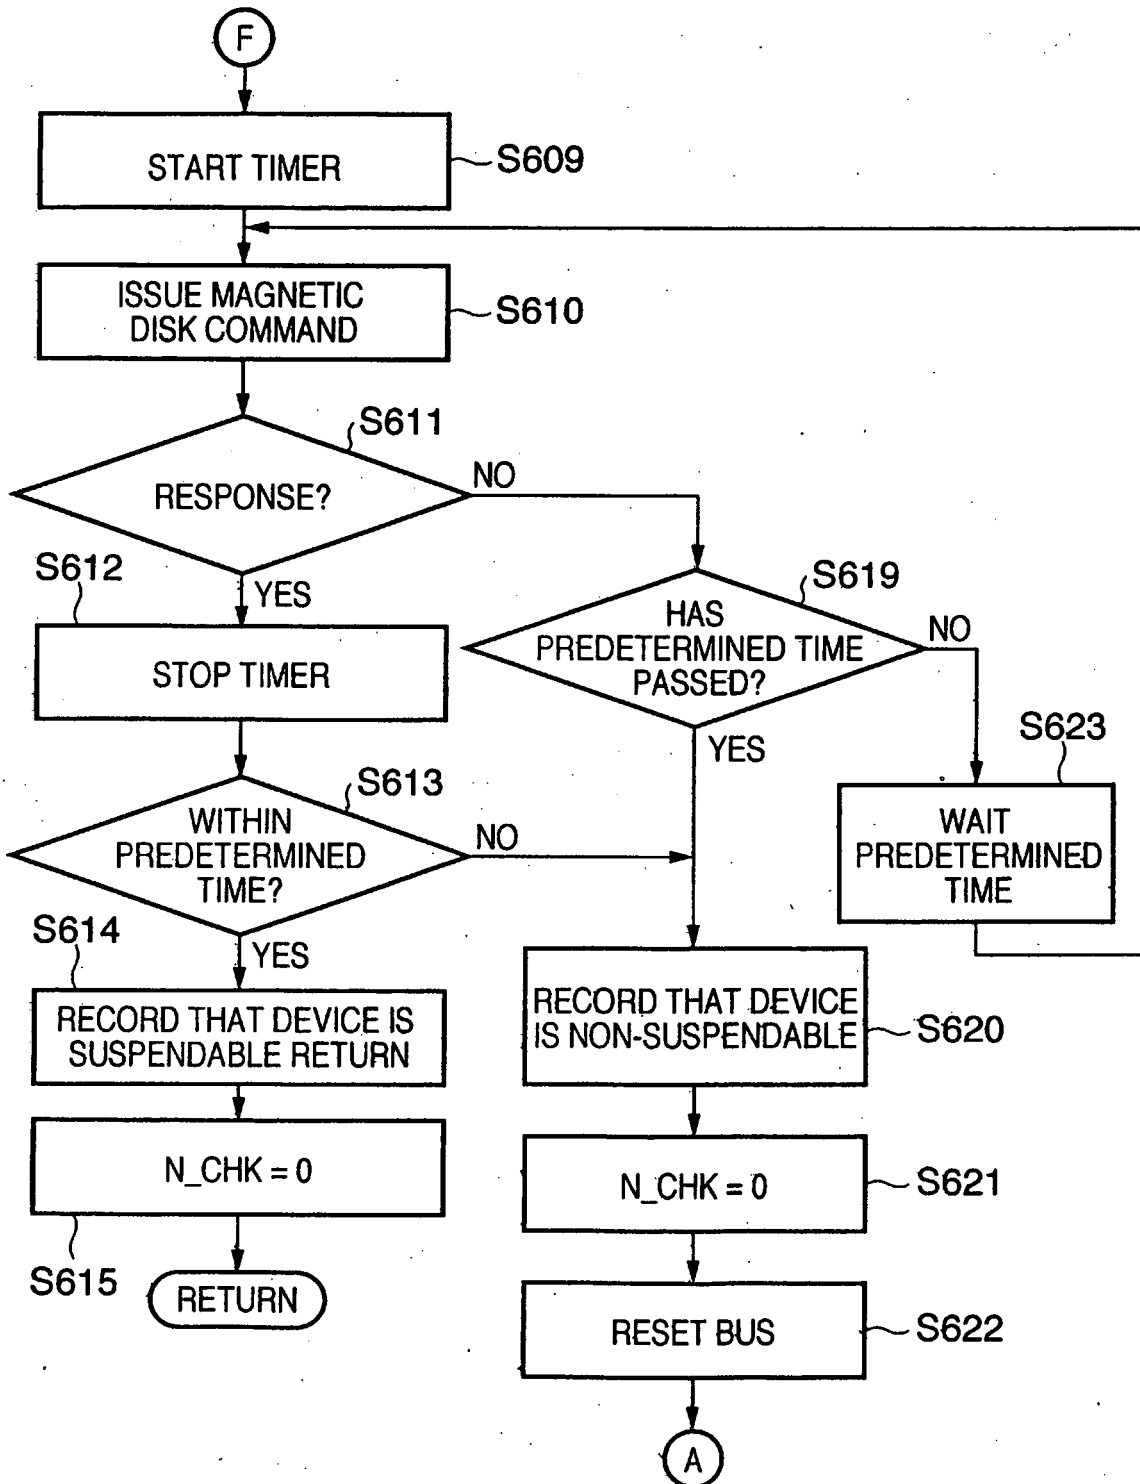 F
START TIMER
S609
ISSUE MAGNETIC
DISK COMMAND
S610
S611
RESPONSE?
NO
YES
S612
STOP TIMER
S619
HAS
PREDETERMINED TIME
PASSED?
NO
YES
S623
WAIT
PREDETERMINED
TIME
S613
WITHIN
PREDETERMINED
TIME?
NO
YES
S614
RECORD THAT DEVICE IS
SUSPENDABLE RETURN
N_CHK = 0
S615
RETURN
RECORD THAT DEVICE
IS NON-SUSPENDABLE
S620
N_CHK = 0
S621
RESET BUS
S622
A